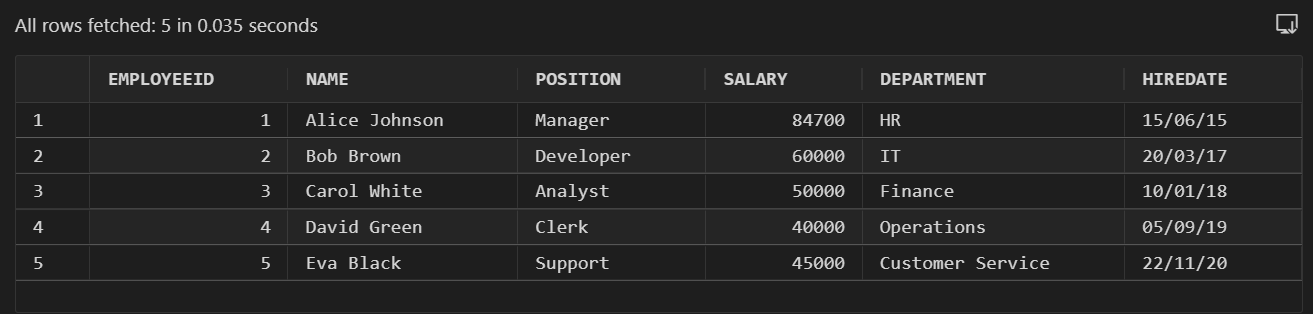 All rows fetched: 5 in 0.035 seconds
EMPLOYEEID NAME POSITION SALARY DEPARTMENT HIREDATE
1 1 Alice Johnson Manager 84700 HR 15/06/15
2 2 Bob Brown Developer 60000 IT 20/03/17
3 3 Carol White Analyst 50000 Finance 10/01/18
4 4 David Green Clerk 40000 Operations 05/09/19
5 5 Eva Black Support 45000 Customer Service 22/11/20